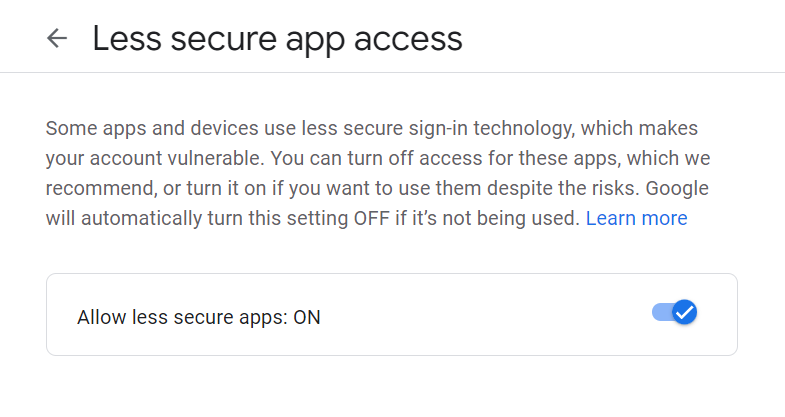 Less secure app access
Some apps and devices use less secure sign-in technology, which makes
your account vulnerable. You can turn off access for these apps, which we
recommend, or turn it on if you want to use them despite the risks. Google
will automatically turn this setting OFF if it’s not being used. Learn more
Allow less secure apps: ON